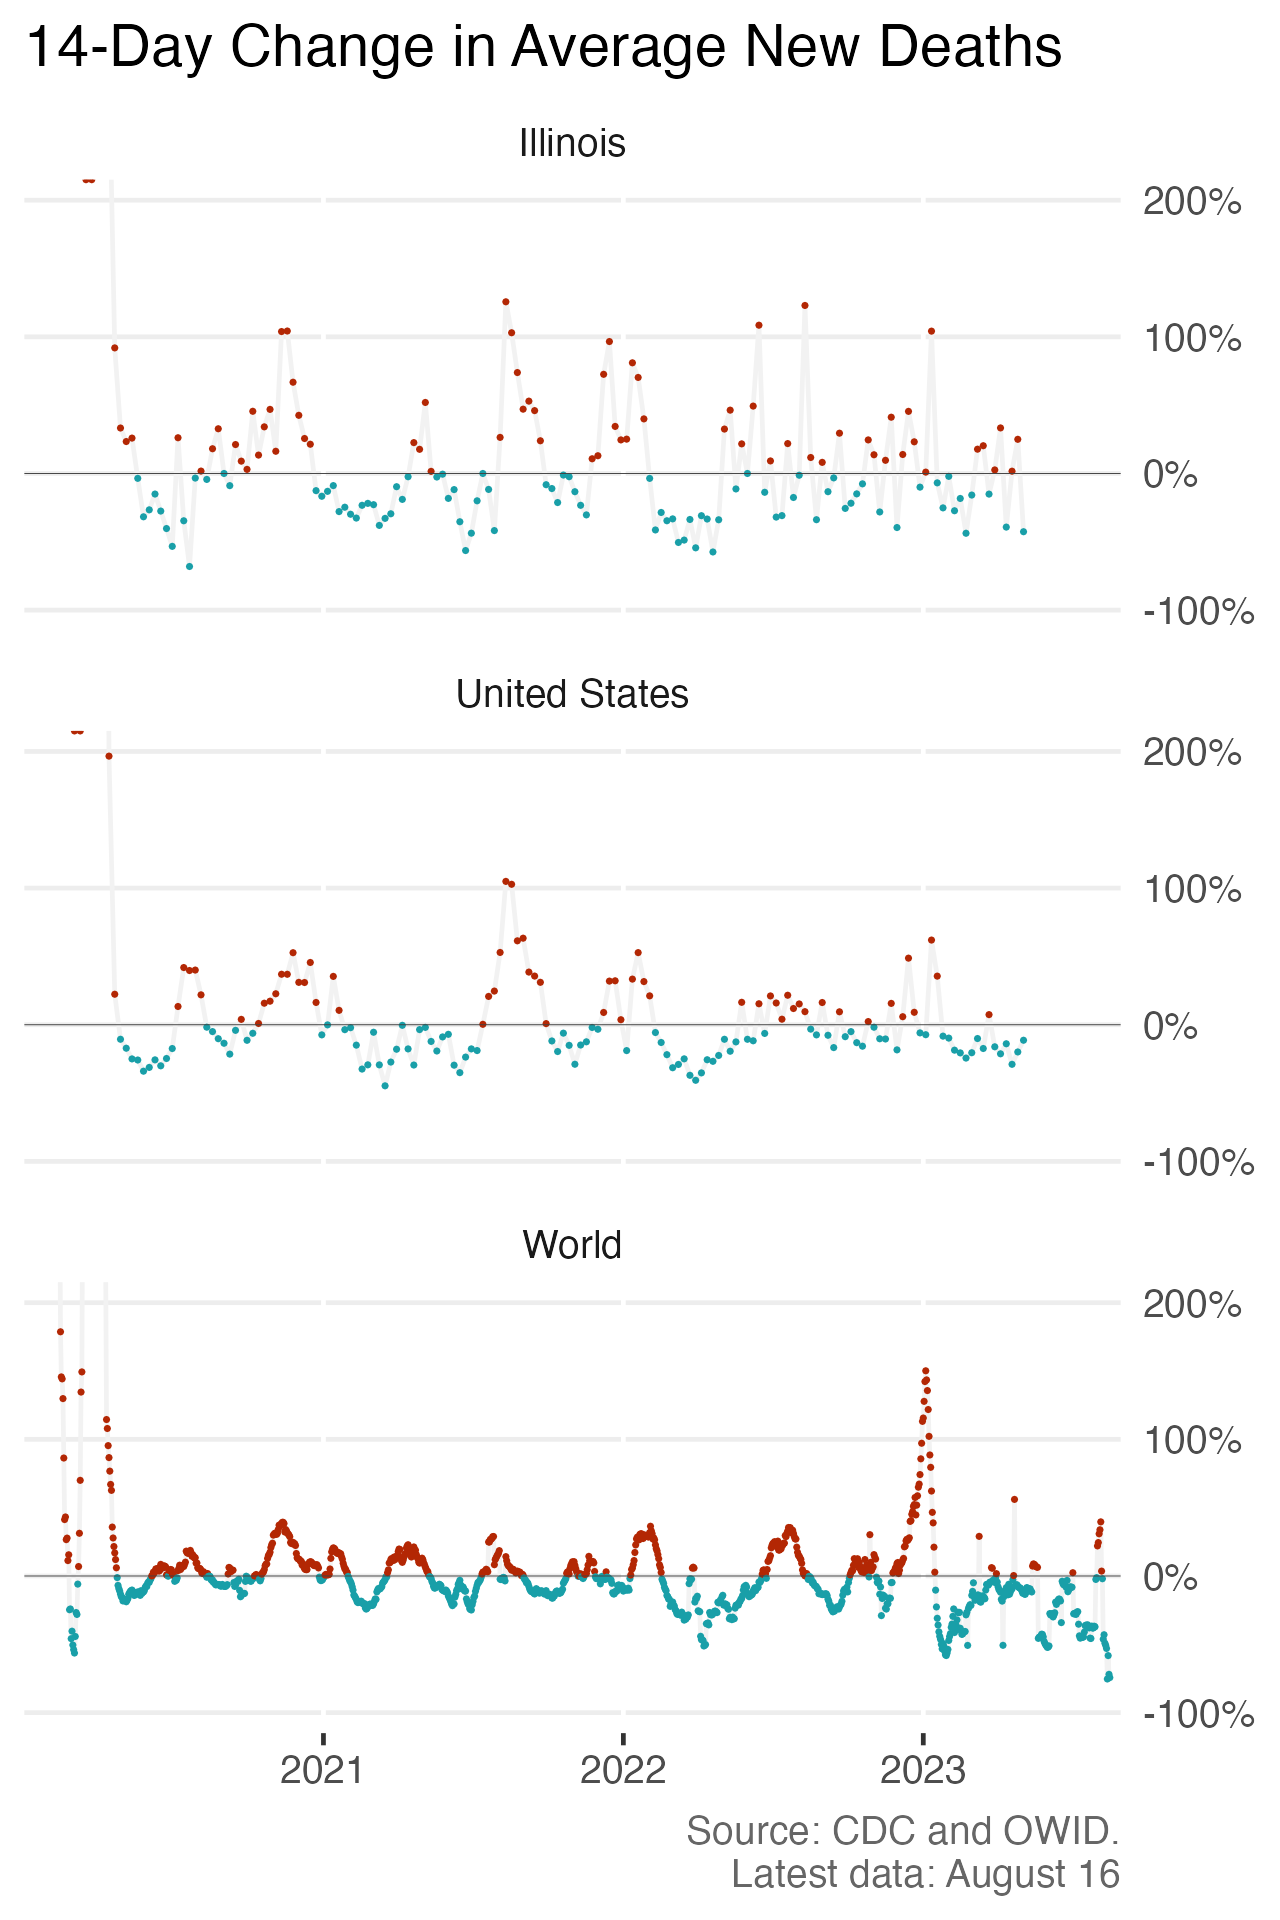 14-Day Change in Average New Deaths
Illinois
200%
100%
0%
-100%
United States
200%
100%
0%
-100%
World
200%
100%
0%
-100%
2021 2022 2023
Source: CDC and OWID.
Latest data: August 16